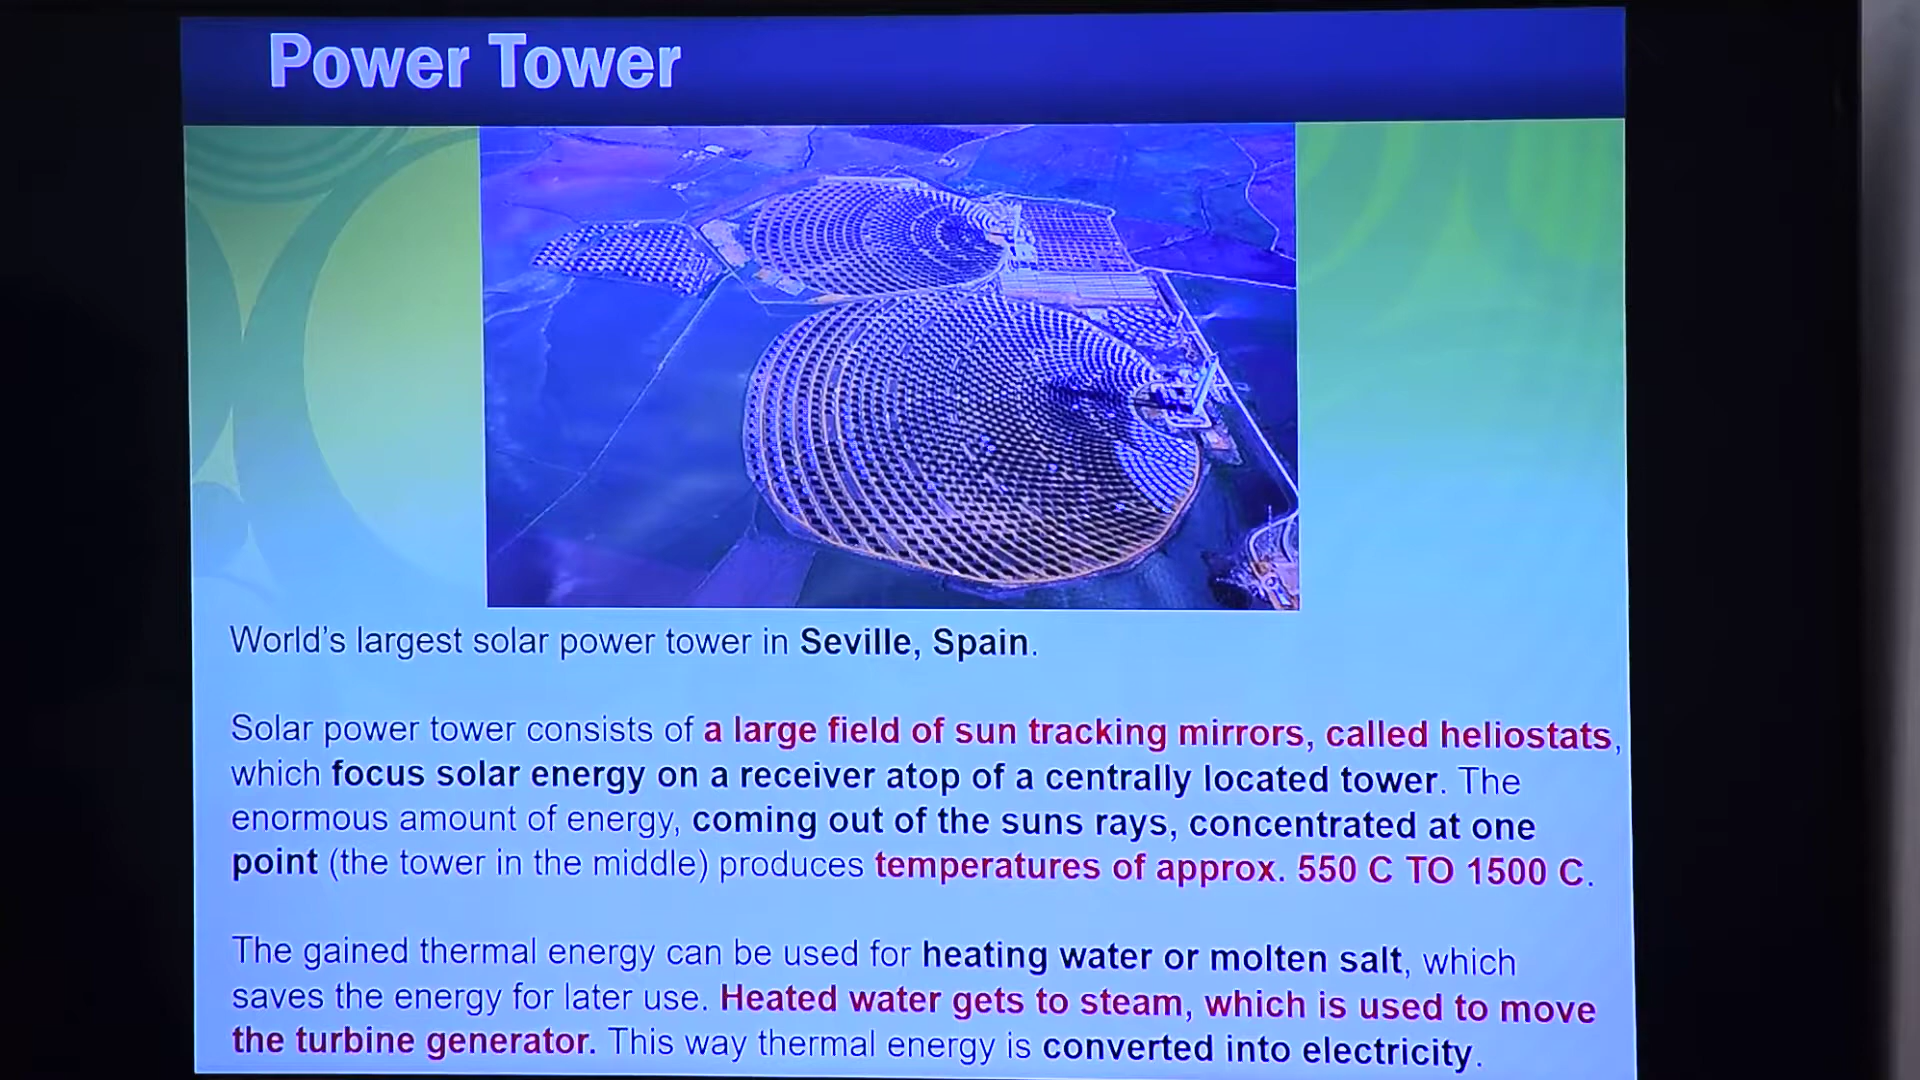 Power Tower
World's largest solar power tower in Seville, Spain.
Solar power tower consists of a large field of sun tracking mirrors, called heliostats,
which focus solar energy on a receiver atop of a centrally located tower. The
enormous amount of energy, coming out of the suns rays, concentrated at one
point (the tower in the middle) produces temperatures of approx. 550 C TO 1500 C.
The gained thermal energy can be used for heating water or molten salt, which
saves the energy for later use. Heated water gets to steam, which is used to move
the turbine generator. This way thermal energy is converted into electricity.